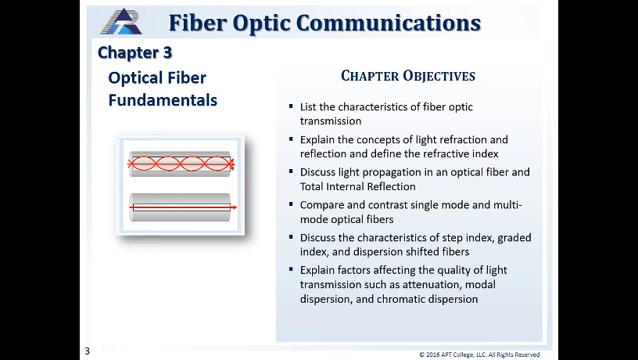 Fiber Optic Communications
Chapter 3
Optical Fiber
Fundamentals
CHAPTER OBJECTIVES
▪ List the characteristics of fiber optic
transmission
▪ Explain the concepts of light refraction and
reflection and define the refractive index
▪ Discuss light propagation in an optical fiber and
Total Internal Reflection
▪ Compare and contrast single mode and multi-
mode optical fibers
▪ Discuss the characteristics of step index, graded
index, and dispersion shifted fibers
▪ Explain factors affecting the quality of light
transmission such as attenuation, modal
dispersion, and chromatic dispersion
3
© 2016 APT College, LLC. All Rights Reserved